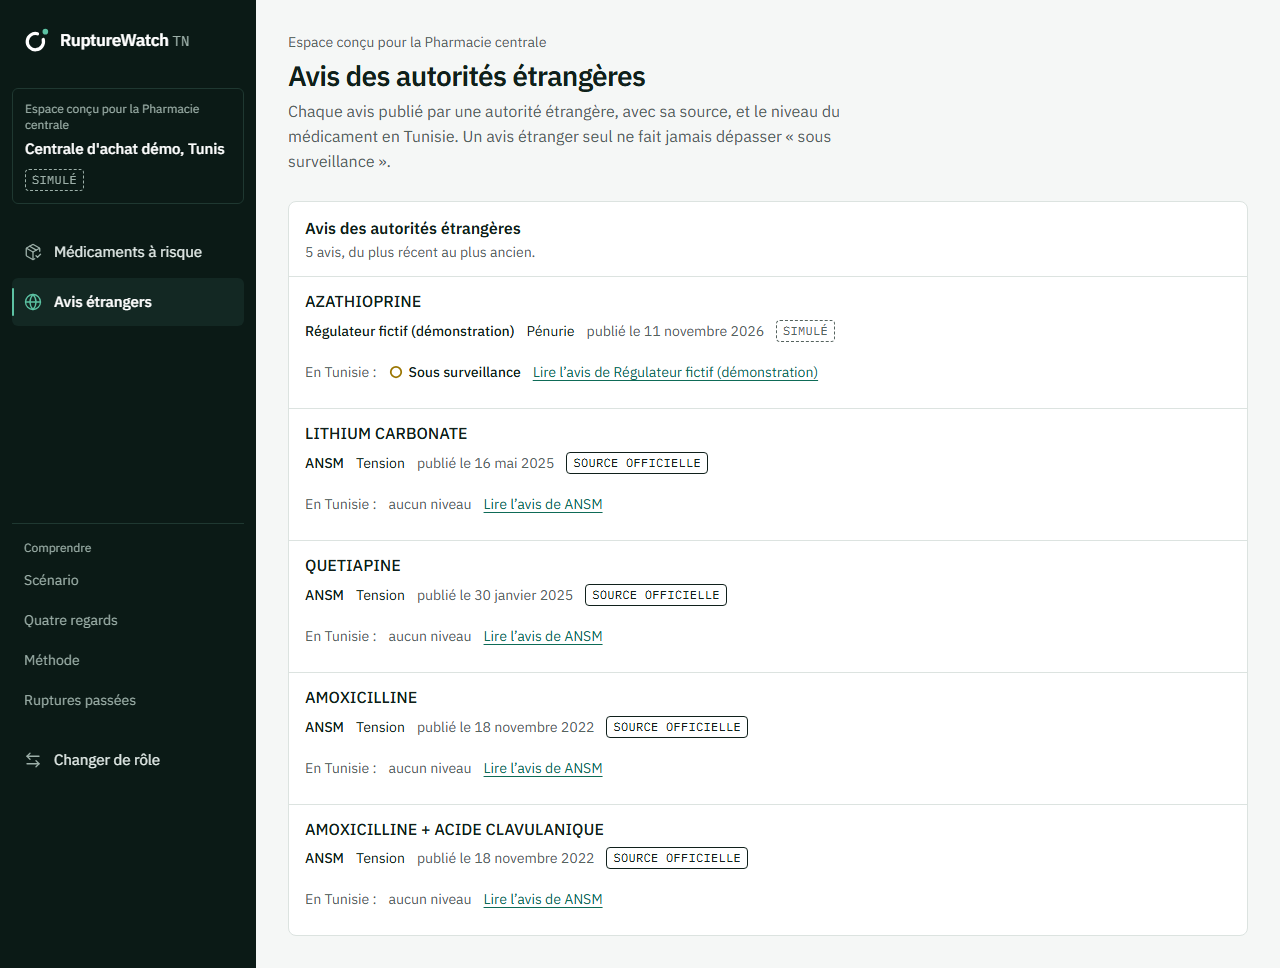 RuptureWatch TN
Espace conçu pour la Pharmacie
centrale
Centrale d'achat démo, Tunis
SIMULÉ
Médicaments à risque
Avis étrangers
Comprendre
Scénario
Quatre regards
Méthode
Ruptures passées
Changer de rôle
Espace conçu pour la Pharmacie centrale
Avis des autorités étrangères
Chaque avis publié par une autorité étrangère, avec sa source, et le niveau du
médicament en Tunisie. Un avis étranger seul ne fait jamais dépasser « sous
surveillance ».
Avis des autorités étrangères
5 avis, du plus récent au plus ancien.
AZATHIOPRINE
Régulateur fictif (démonstration) Pénurie publié le 11 novembre 2026 SIMULÉ
En Tunisie : Sous surveillance Lire l’avis de Régulateur fictif (démonstration)
LITHIUM CARBONATE
ANSM Tension publié le 16 mai 2025 SOURCE OFFICIELLE
En Tunisie : aucun niveau Lire l’avis de ANSM
QUETIAPINE
ANSM Tension publié le 30 janvier 2025 SOURCE OFFICIELLE
En Tunisie : aucun niveau Lire l’avis de ANSM
AMOXICILLINE
ANSM Tension publié le 18 novembre 2022 SOURCE OFFICIELLE
En Tunisie : aucun niveau Lire l’avis de ANSM
AMOXICILLINE + ACIDE CLAVULANIQUE
ANSM Tension publié le 18 novembre 2022 SOURCE OFFICIELLE
En Tunisie : aucun niveau Lire l’avis de ANSM